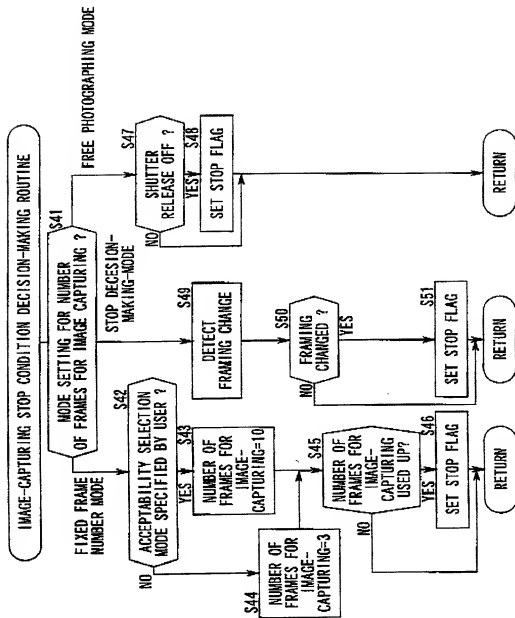 IMAGE-CAPTURING STOP CONDITION DECISION-MAKING ROUTINE
S41
MODE SETTING FOR NUMBER
OF FRAMES FOR IMAGE CAPTURING ?
FIXED FRAME
NUMBER MODE
STOP DECESION-
MAKING-MODE
FREE PHOTOGRAPHING MODE
S42
ACCEPTABILITY SELECTION
MODE SPECIFIED BY USER ?
NO
YES
S43
NUMBER OF
FRAMES FOR
IMAGE-
CAPTURING=10
S44
NUMBER OF
FRAMES FOR
IMAGE-
CAPTURING=3
S45
NUMBER OF
FRAMES FOR
IMAGE-
CAPTURING
USED UP?
NO
YES
S46
SET STOP FLAG
RETURN
S49
DETECT
FRAMING CHANGE
S50
FRAMING
CHANGED ?
NO
YES
S51
SET STOP FLAG
RETURN
S47
SHUTTER
RELEASE OFF ?
NO
YES
S48
SET STOP FLAG
RETURN